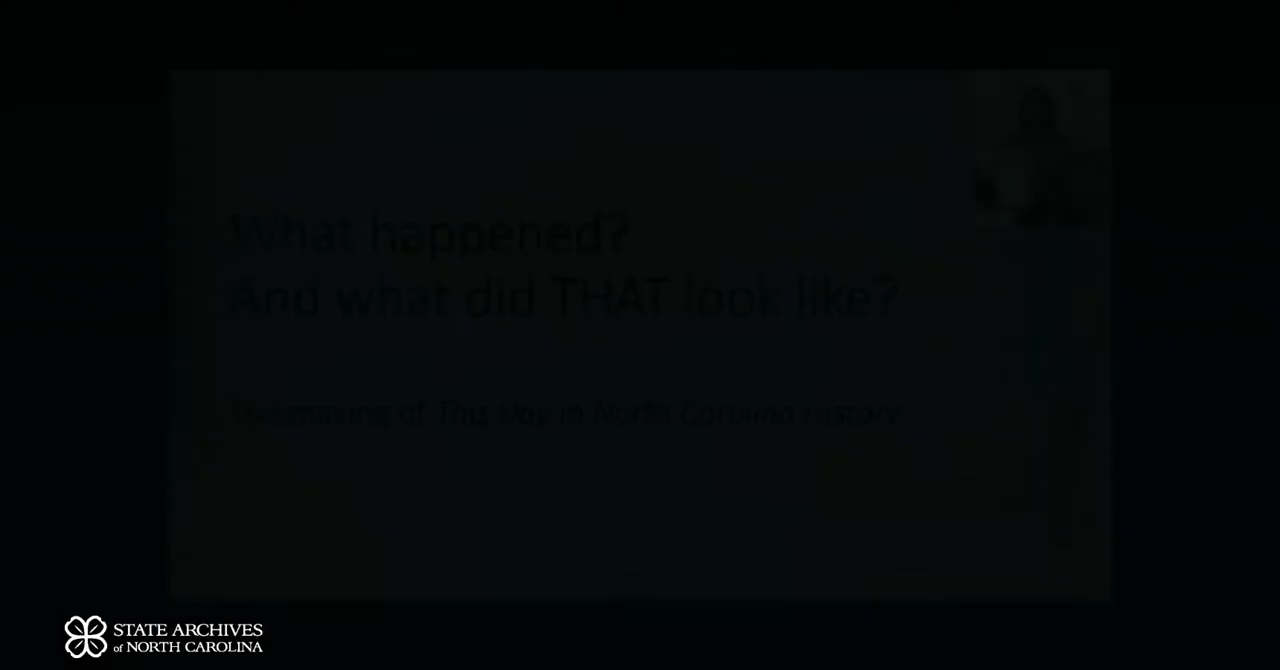 What happened?
And what did THAT look like?
The making of This Day in North Carolina History
STATE ARCHIVES
of NORTH CAROLINA